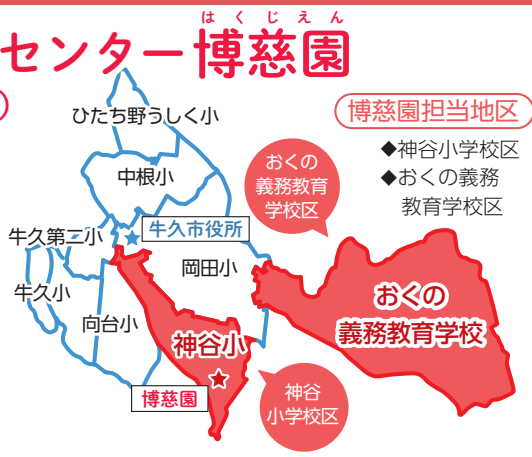 はくじえん
センター博慈園
博慈園担当地区
◆神谷小学校区
◆おくの義務
教育学校区
ひたち野うしく小
中根小
おくの
義務教育
学校区
牛久第二小
牛久市役所
岡田小
牛久小
向台小
神谷小
おくの
義務教育学校
博慈園
神谷
小学校区